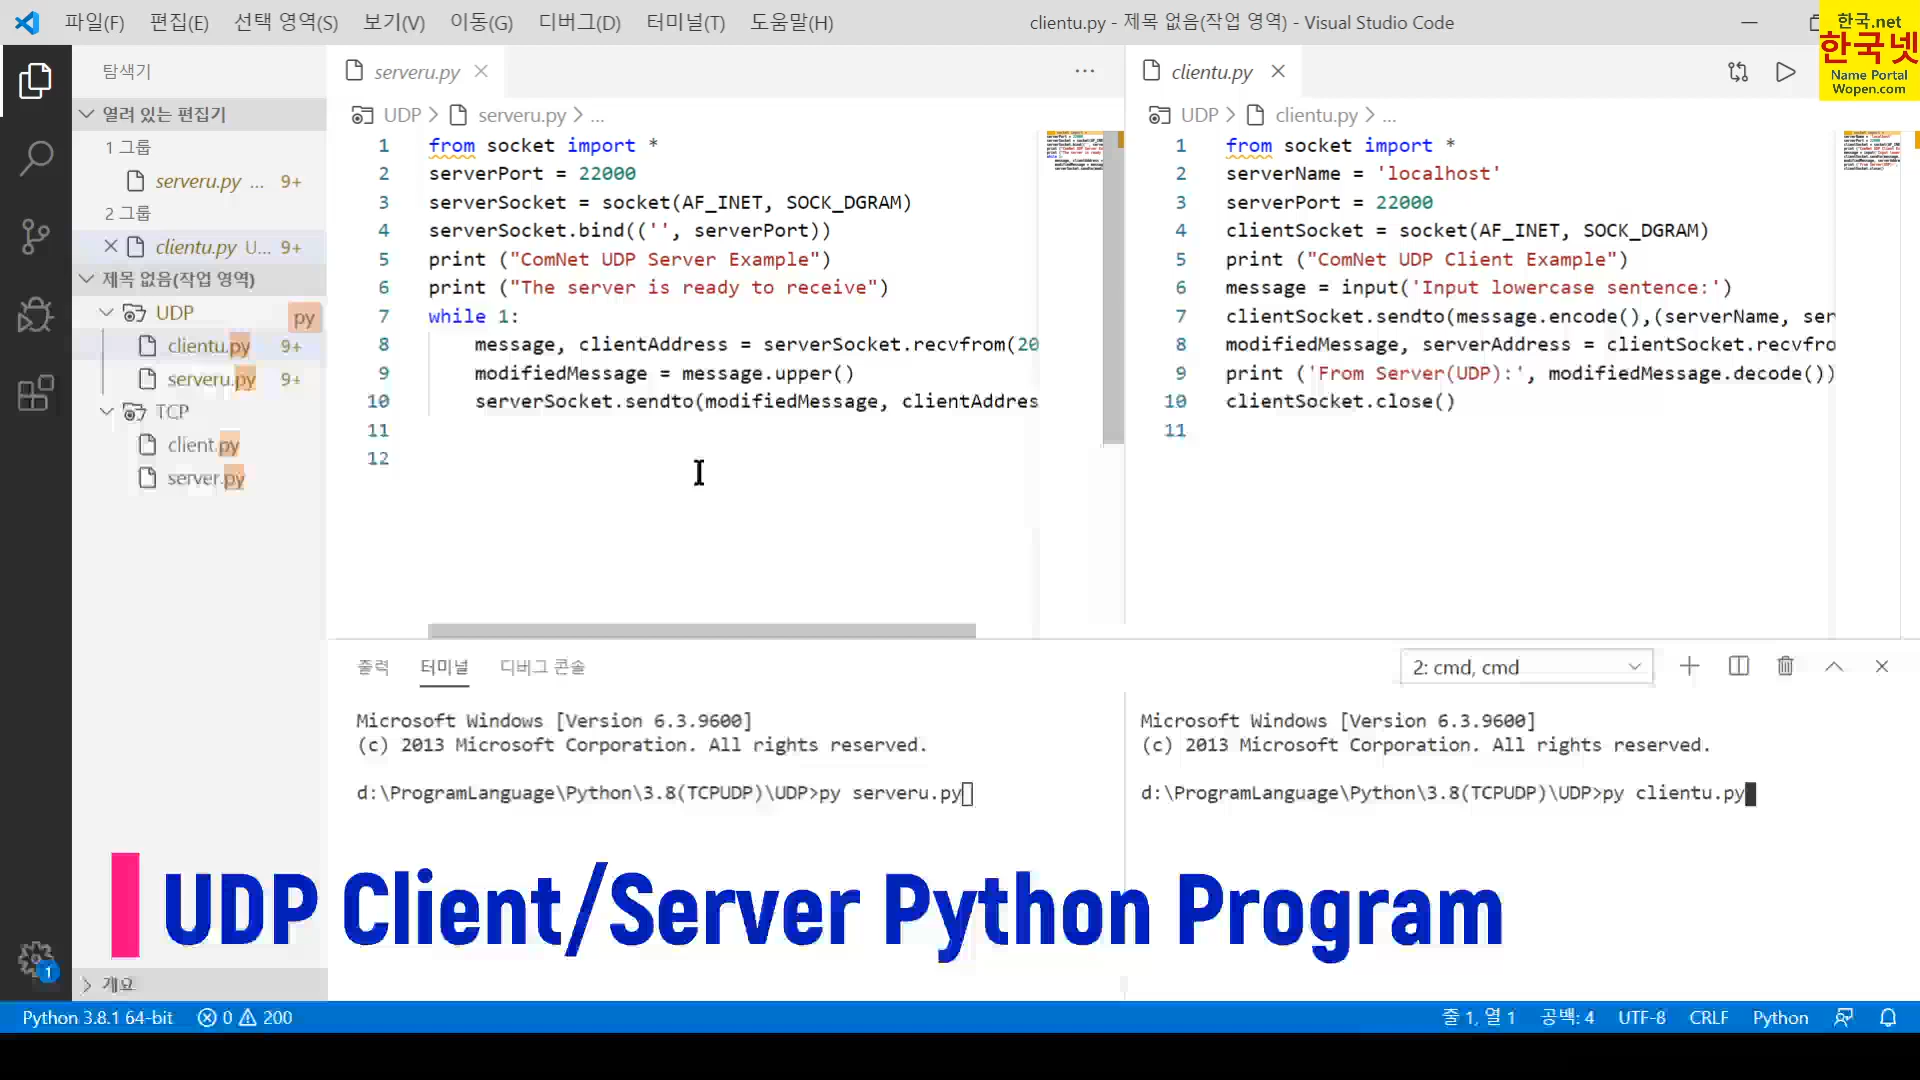 파일(F) 편집(E) 선택 영역(S) 보기(V) 이동(G) 디버그(D) 터미널(T) 도움말(H) clientu.py - 제목 없음(작업 영역) - Visual Studio Code
한국.net
한국넷
Name Portal
Wopen.com
탐색기
열려 있는 편집기
1 그룹
serveru.py ... 9+
2 그룹
clientu.py U... 9+
제목 없음(작업 영역)
UDP py
clientu.py 9+
serveru.py 9+
TCP
client.py
server.py
개요
serveru.py
UDP > serveru.py > ...
1 from socket import *
2 serverPort = 22000
3 serverSocket = socket(AF_INET, SOCK_DGRAM)
4 serverSocket.bind(('', serverPort))
5 print ("ComNet UDP Server Example")
6 print ("The server is ready to receive")
7 while 1:
8 message, clientAddress = serverSocket.recvfrom(20
9 modifiedMessage = message.upper()
10 serverSocket.sendto(modifiedMessage, clientAddres
11
12
clientu.py
UDP > clientu.py > ...
1 from socket import *
2 serverName = 'localhost'
3 serverPort = 22000
4 clientSocket = socket(AF_INET, SOCK_DGRAM)
5 print ("ComNet UDP Client Example")
6 message = input('Input lowercase sentence:')
7 clientSocket.sendto(message.encode(),(serverName, ser
8 modifiedMessage, serverAddress = clientSocket.recvfro
9 print ('From Server(UDP):', modifiedMessage.decode())
10 clientSocket.close()
11
출력 터미널 디버그 콘솔 2: cmd, cmd
Microsoft Windows [Version 6.3.9600]
(c) 2013 Microsoft Corporation. All rights reserved.
d:\ProgramLanguage\Python\3.8(TCPUDP)\UDP>py serveru.py
Microsoft Windows [Version 6.3.9600]
(c) 2013 Microsoft Corporation. All rights reserved.
d:\ProgramLanguage\Python\3.8(TCPUDP)\UDP>py clientu.py
UDP Client/Server Python Program
1
Python 3.8.1 64-bit 0 200 줄 1, 열 1 공백: 4 UTF-8 CRLF Python